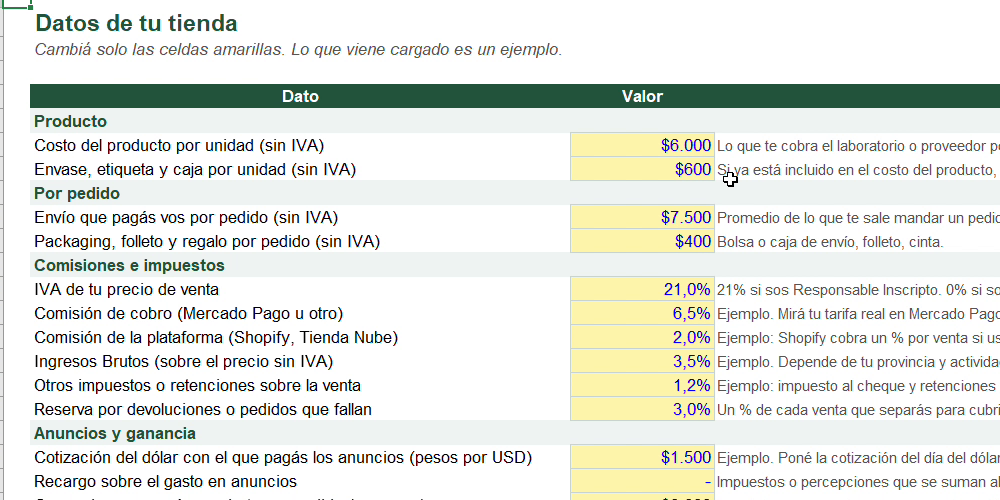 Datos de tu tienda
Cambiá solo las celdas amarillas. Lo que viene cargado es un ejemplo.
Dato Valor
Producto
Costo del producto por unidad (sin IVA) $6.000 Lo que te cobra el laboratorio o proveedor
Envase, etiqueta y caja por unidad (sin IVA) $600 Si ya está incluido en el costo del producto,
Por pedido
Envío que pagás vos por pedido (sin IVA) $7.500 Promedio de lo que te sale mandar un
Packaging, folleto y regalo por pedido (sin IVA) $400 Bolsa o caja de envío, folleto, cinta.
Comisiones e impuestos
IVA de tu precio de venta 21,0% 21% si sos Responsable Inscripto. 0% si
Comisión de cobro (Mercado Pago u otro) 6,5% Ejemplo. Mirá tu tarifa real en Mercado Pago
Comisión de la plataforma (Shopify, Tienda Nube) 2,0% Ejemplo: Shopify cobra un % por venta si
Ingresos Brutos (sobre el precio sin IVA) 3,5% Ejemplo. Depende de tu provincia y
Otros impuestos o retenciones sobre la venta 1,2% Ejemplo: impuesto al cheque y retenciones
Reserva por devoluciones o pedidos que fallan 3,0% Un % de cada venta que separás para
Anuncios y ganancia
Cotización del dólar con el que pagás los anuncios (pesos por USD) $1.500 Ejemplo. Poné la cotización del día del
Recargo sobre el gasto en anuncios - Impuestos o percepciones que se suman